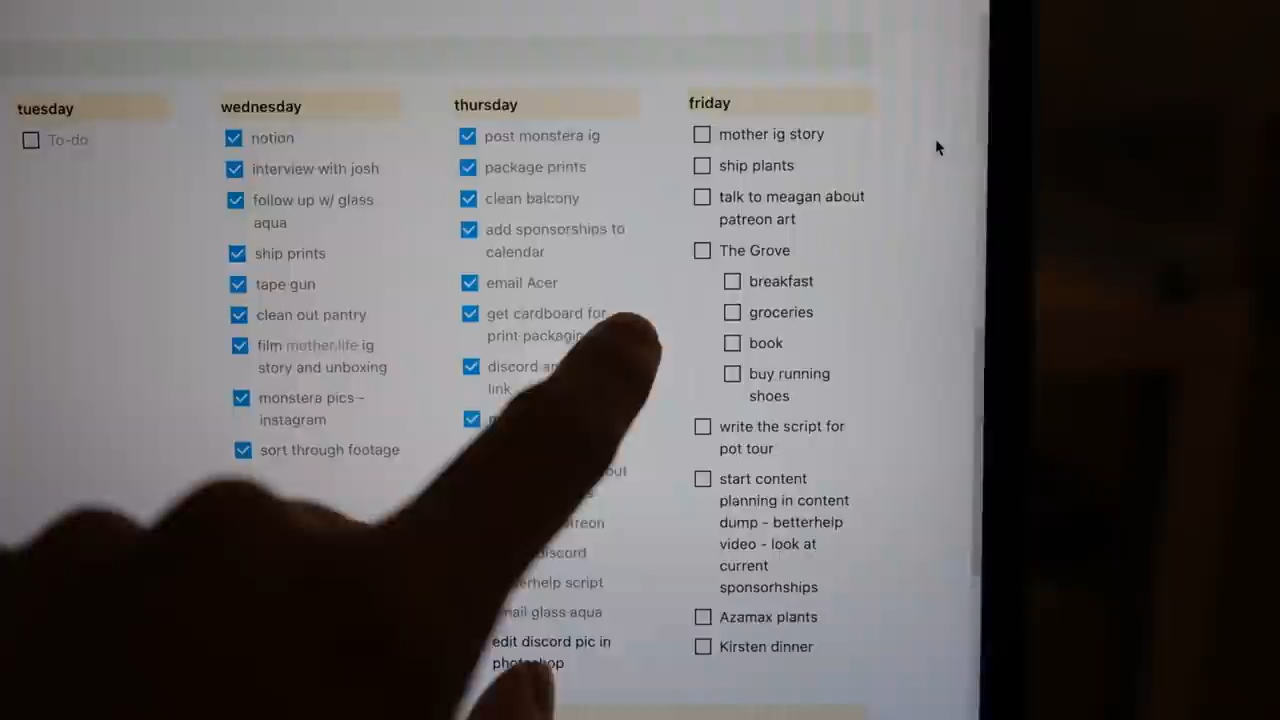 tuesday
To-do
wednesday
notion
interview with josh
follow up w/ glass
aqua
ship prints
tape gun
clean out pantry
film mother.life ig
story and unboxing
monstera pics -
instagram
sort through footage
thursday
post monstera ig
package prints
clean balcony
add sponsorships to
calendar
email Acer
get cardboard for
print packaging
discord
link
discord
script
glass aqua
edit discord pic in
photoshop
friday
mother ig story
ship plants
talk to meagan about
patreon art
The Grove
breakfast
groceries
book
buy running
shoes
write the script for
pot tour
start content
planning in content
dump - betterhelp
video - look at
current
sponsorhships
Azamax plants
Kirsten dinner